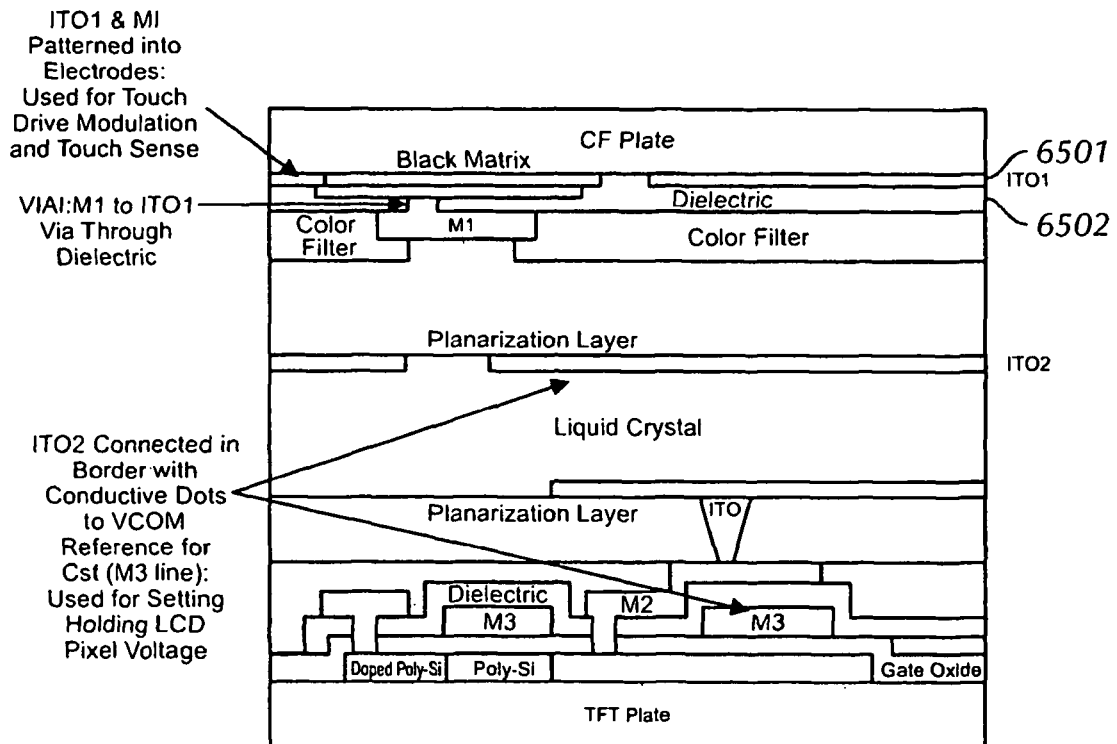 ITO1 & MI
Patterned into
Electrodes:
Used for Touch
Drive Modulation
and Touch Sense
CF Plate
Black Matrix
6501
ITO1
VIAI:M1 to ITO1
Via Through
Dielectric
Dielectric
6502
Color
Filter
M1
Color Filter
Planarization Layer
ITO2
Liquid Crystal
ITO2 Connected in
Border with
Conductive Dots
to VCOM
Reference for
Cst (M3 line):
Used for Setting
Holding LCD
Pixel Voltage
Planarization Layer
ITO
Dielectric
M2
M3
M3
Doped Poly-Si
Poly-Si
Gate Oxide
TFT Plate